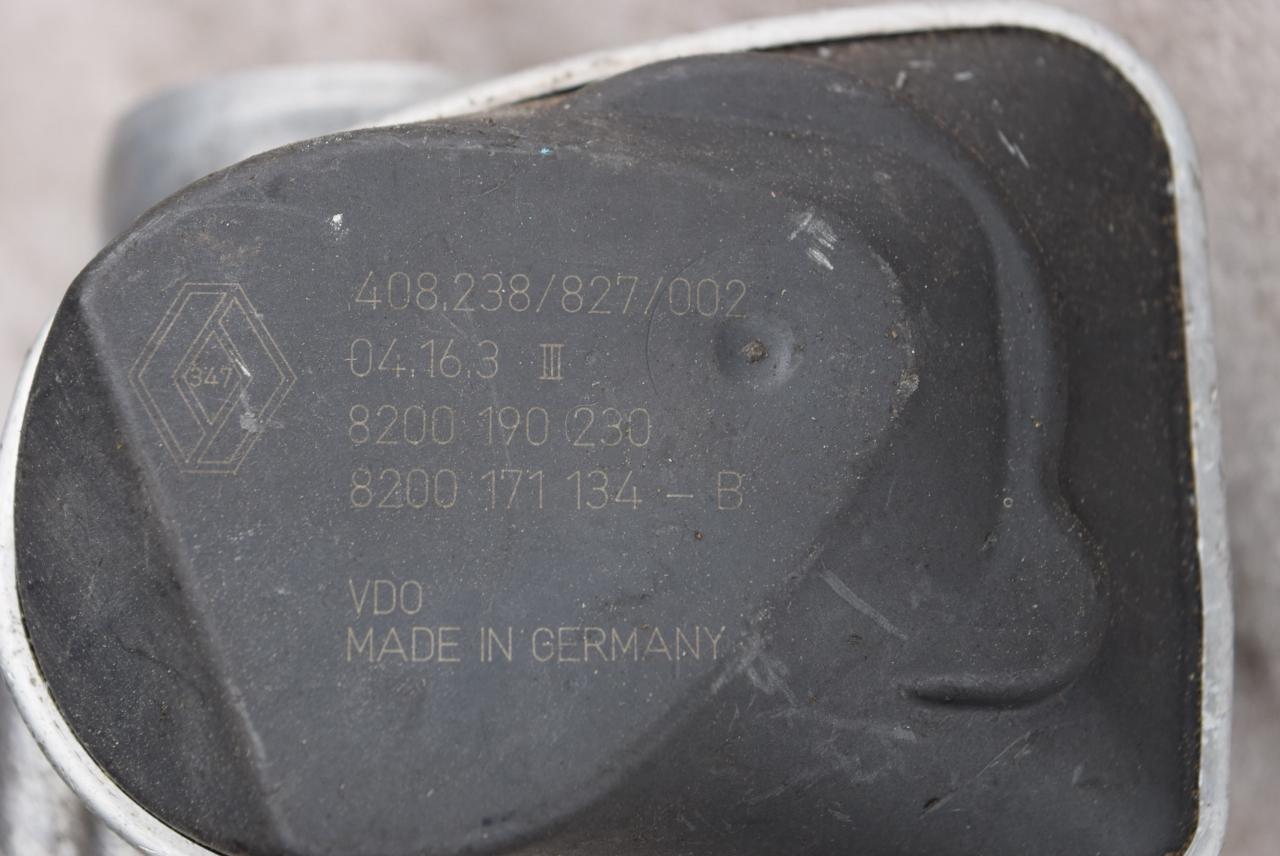 347
408.238/827/002
04.16.3 III
8200 190 230
8200 171 134 – B
VDO
MADE IN GERMANY